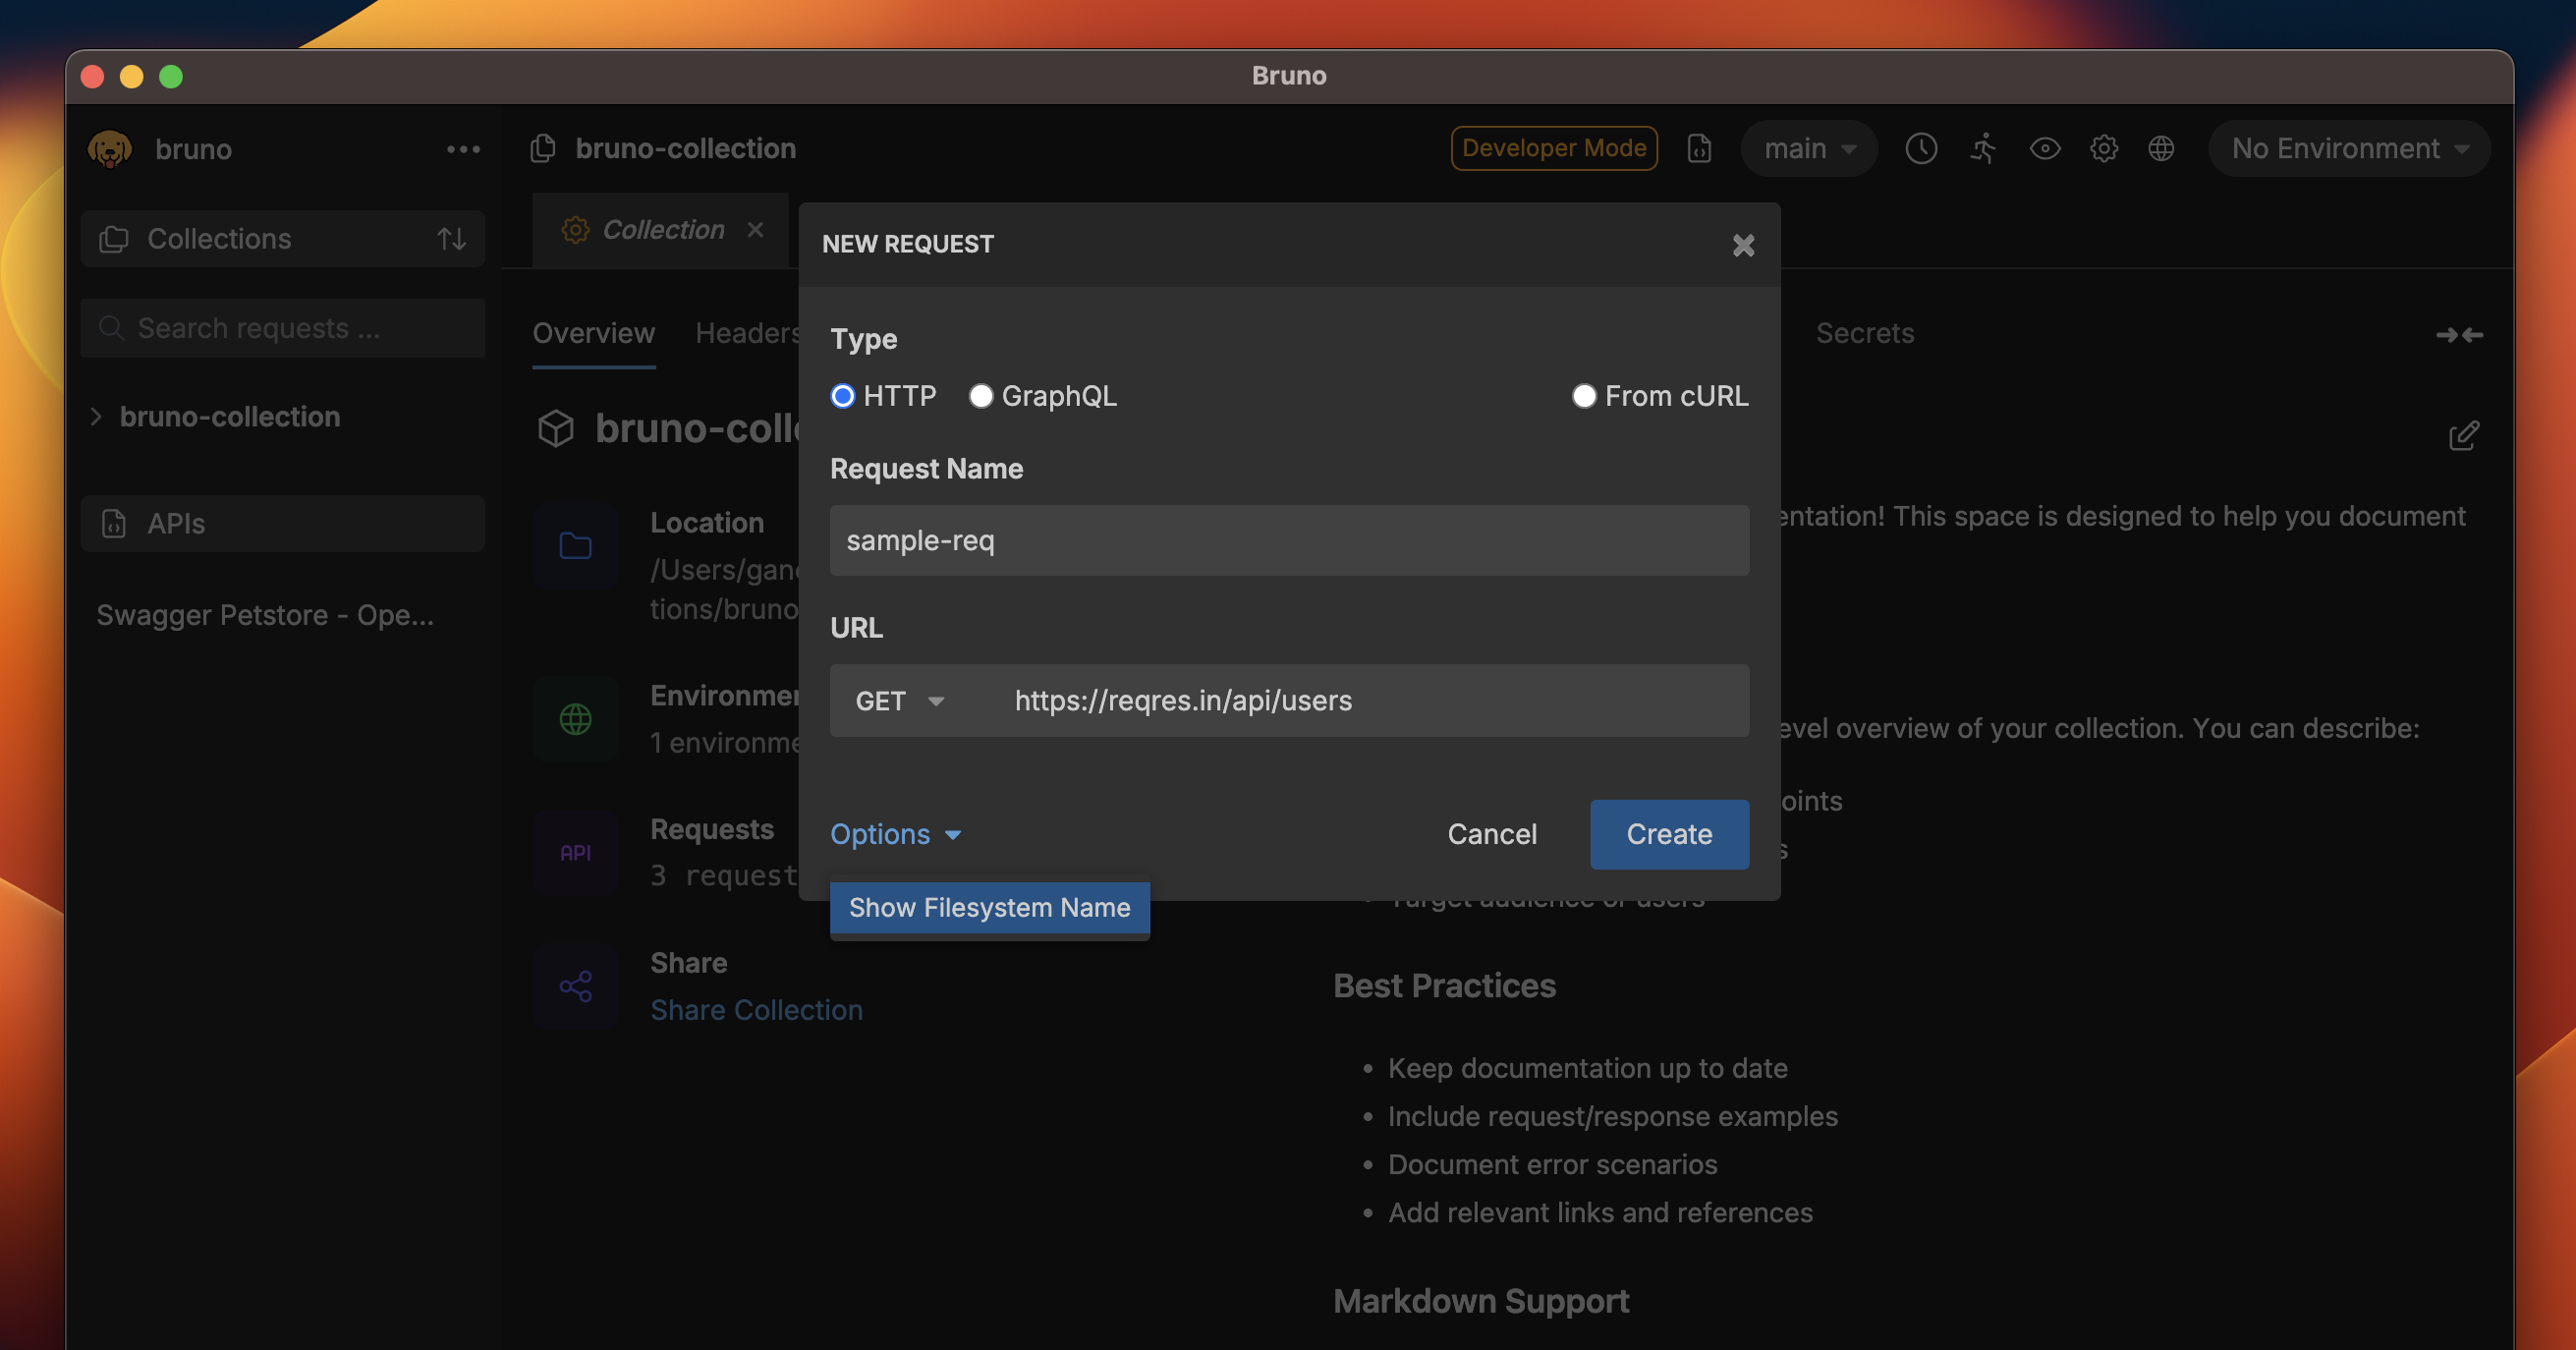 Bruno
bruno
bruno-collection
Developer Mode
main
No Environment
Collections
Search requests ...
bruno-collection
APIs
Swagger Petstore - Ope...
Collection
Overview
Headers
Secrets
bruno-coll
Location
/Users/gan
tions/bruno
Environmen
1 environme
API
Requests
3 request
Share
Share Collection
NEW REQUEST
Type
HTTP
GraphQL
From cURL
Request Name
sample-req
URL
GET
https://reqres.in/api/users
Options
Cancel
Create
Show Filesystem Name
entation! This space is designed to help you document
evel overview of your collection. You can describe:
oints
s
Target audience or users
Best Practices
• Keep documentation up to date
• Include request/response examples
• Document error scenarios
• Add relevant links and references
Markdown Support